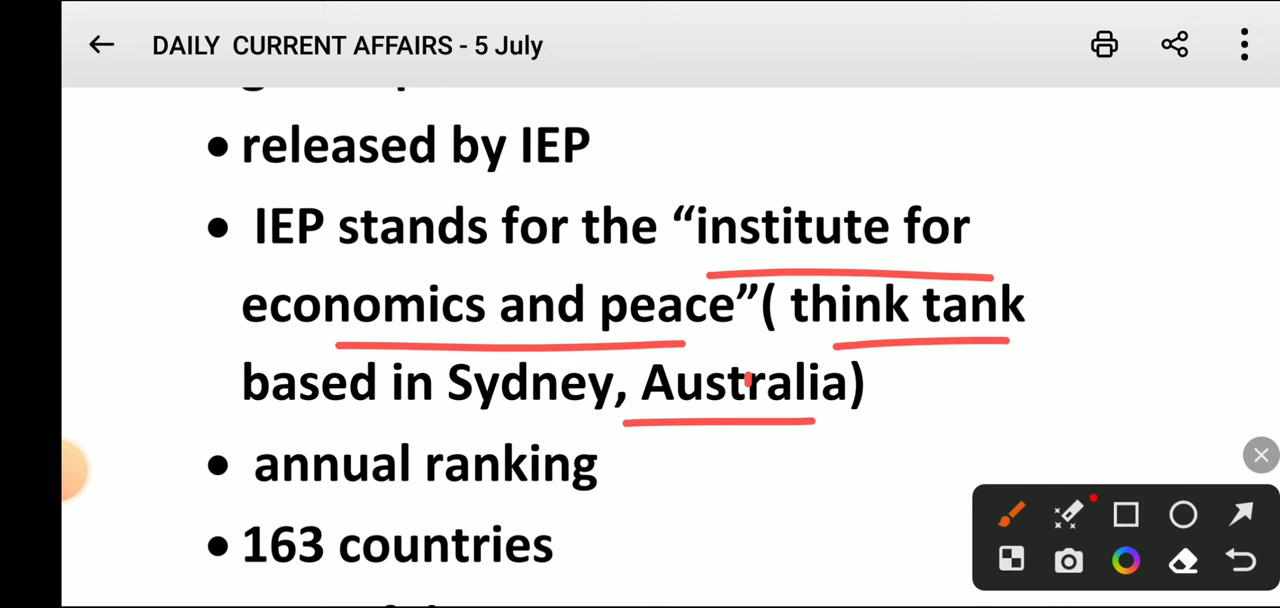 DAILY CURRENT AFFAIRS - 5 July
• released by IEP
• IEP stands for the “institute for
economics and peace”( think tank
based in Sydney, Australia)
• annual ranking
• 163 countries